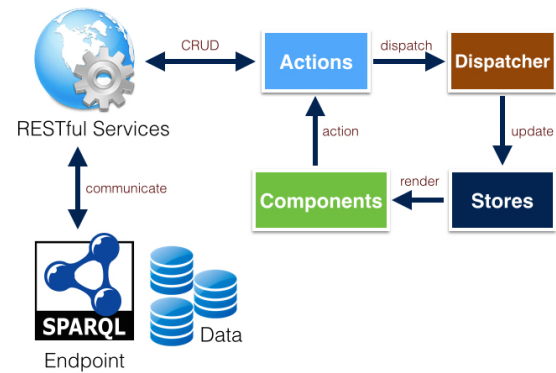 CRUD
Actions
dispatch
Dispatcher
RESTful Services
action
update
communicate
Components
render
Stores
SPARQL
Data
Endpoint